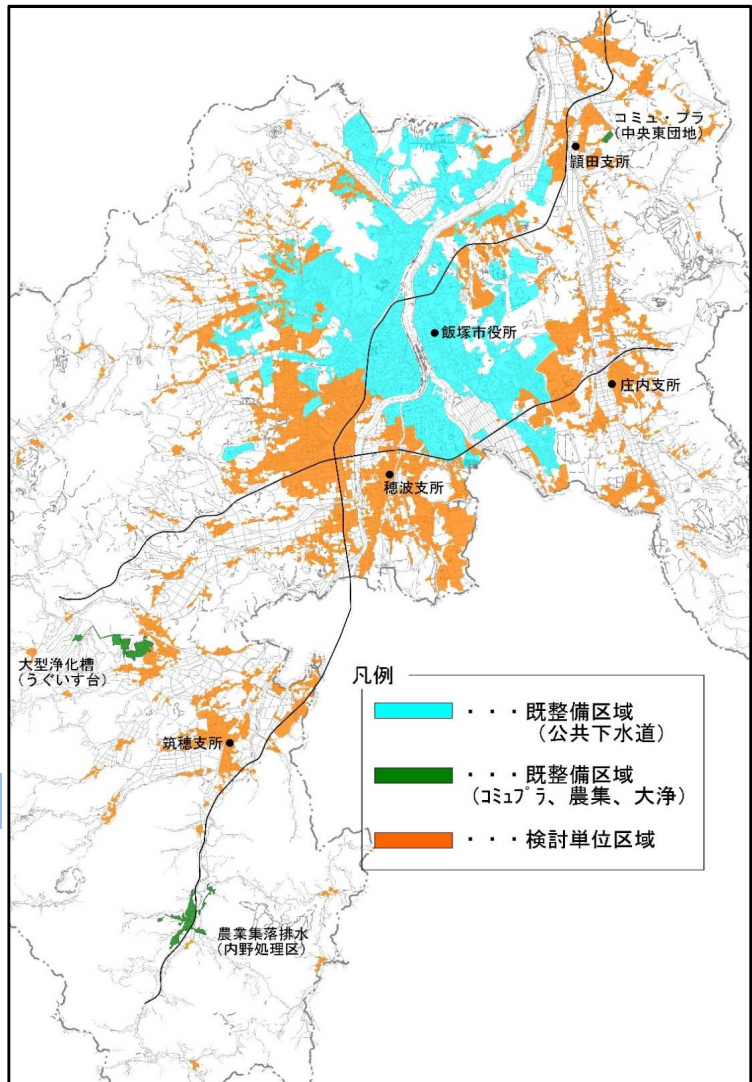 コミュ・プラ
(中央東団地)
頴田支所
飯塚市役所
庄内支所
穂波支所
大型浄化槽
(うぐいす台)
筑穂支所
凡例
・・・既整備区域
(公共下水道)
・・・既整備区域
(ｺﾐｭﾌﾟﾗ、農集、大浄)
・・・検討単位区域
農業集落排水
(内野処理区)